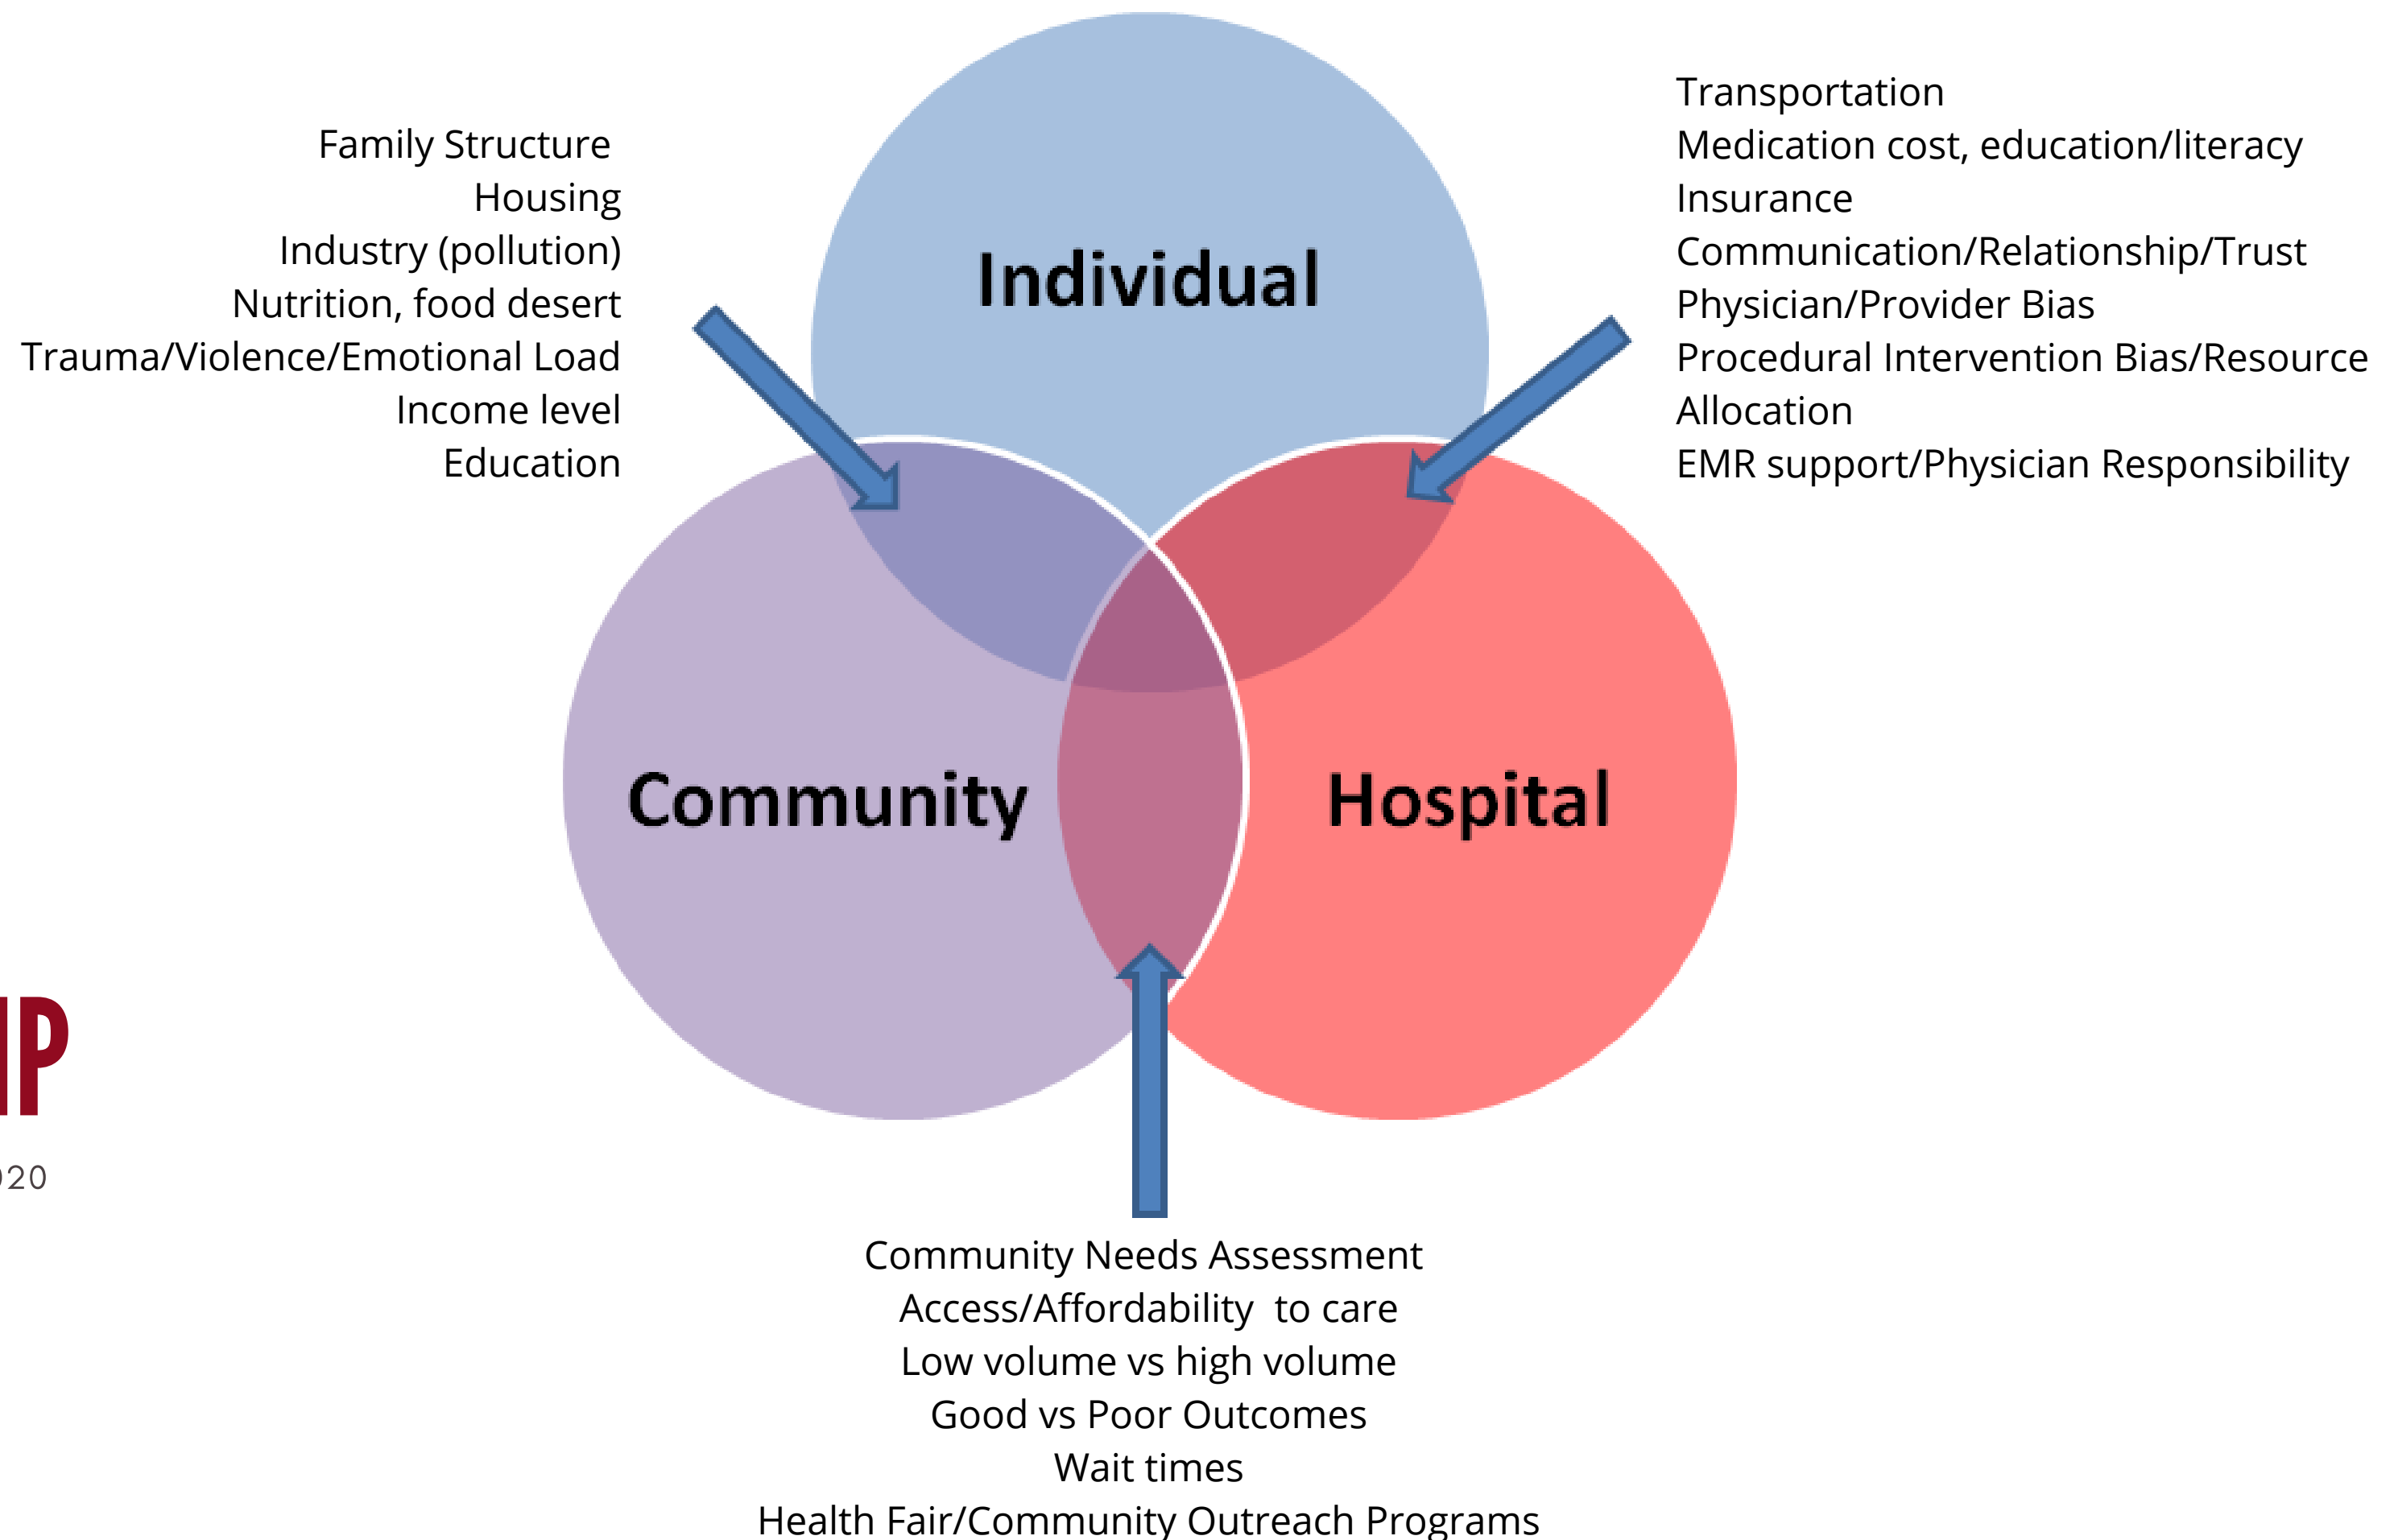 Individual
Family Structure
Housing
Industry (pollution)
Nutrition, food desert
Trauma/Violence/Emotional Load
Income level
Education
Transportation
Medication cost, education/literacy
Insurance
Communication/Relationship/Trust
Physician/Provider Bias
Procedural Intervention Bias/Resource
Allocation
EMR support/Physician Responsibility
Community
Hospital
Community Needs Assessment
Access/Affordability  to care
Low volume vs high volume
Good vs Poor Outcomes
Wait times
Health Fair/Community Outreach Programs